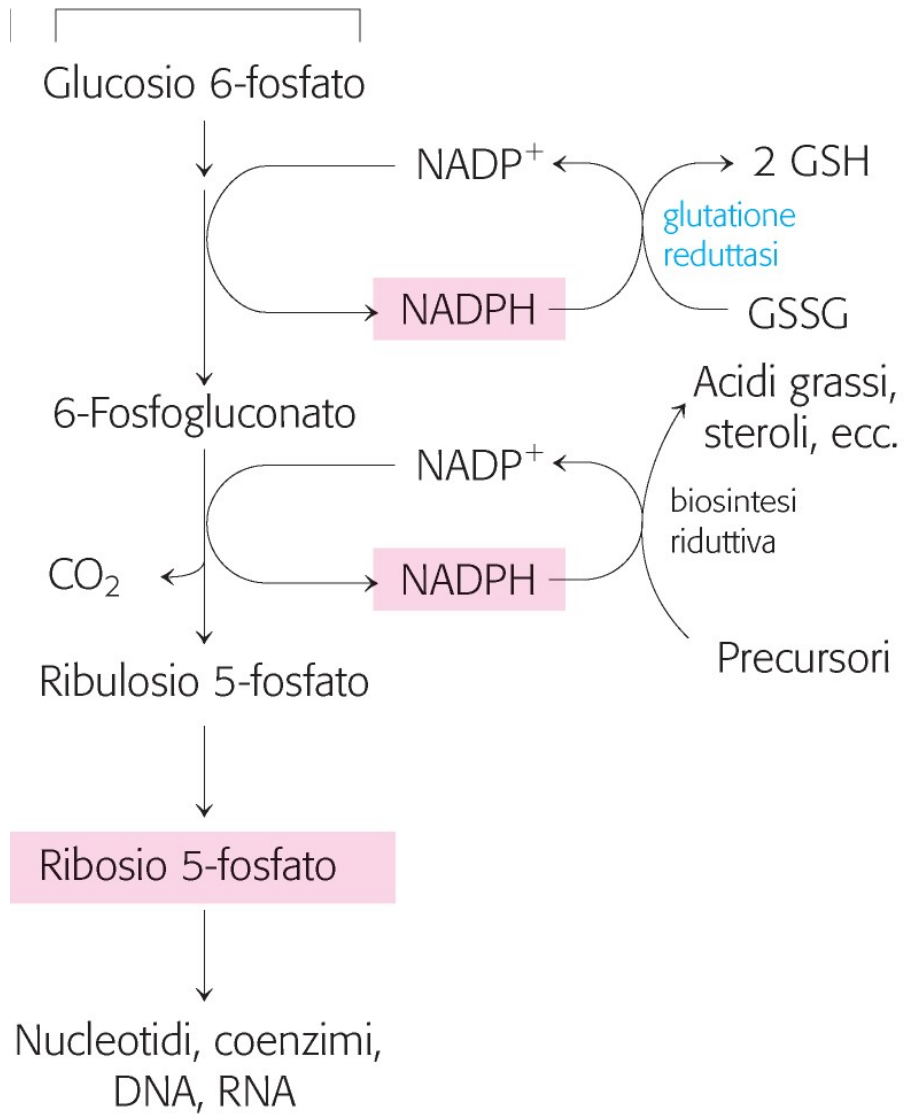 Glucosio 6-fosfato
NADP⁺
2 GSH
glutatione
reduttasi
NADPH
GSSG
6-Fosfogluconato
Acidi grassi,
steroli, ecc.
NADP⁺
biosintesi
riduttiva
CO₂
NADPH
Precursori
Ribulosio 5-fosfato
Ribosio 5-fosfato
Nucleotidi, coenzimi,
DNA, RNA